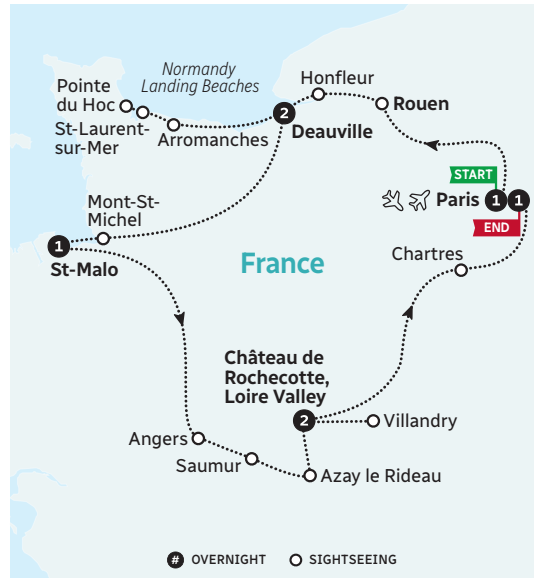 Normandy
Landing Beaches
Pointe
du Hoc
St-Laurent-
sur-Mer
Arromanches
Honfleur
2
Deauville
Rouen
START
Paris
1
1
END
Mont-St-
Michel
1
St-Malo
France
Chartres
Château de
Rochecotte,
Loire Valley
2
Villandry
Angers
Saumur
Azay le Rideau
# OVERNIGHT
SIGHTSEEING